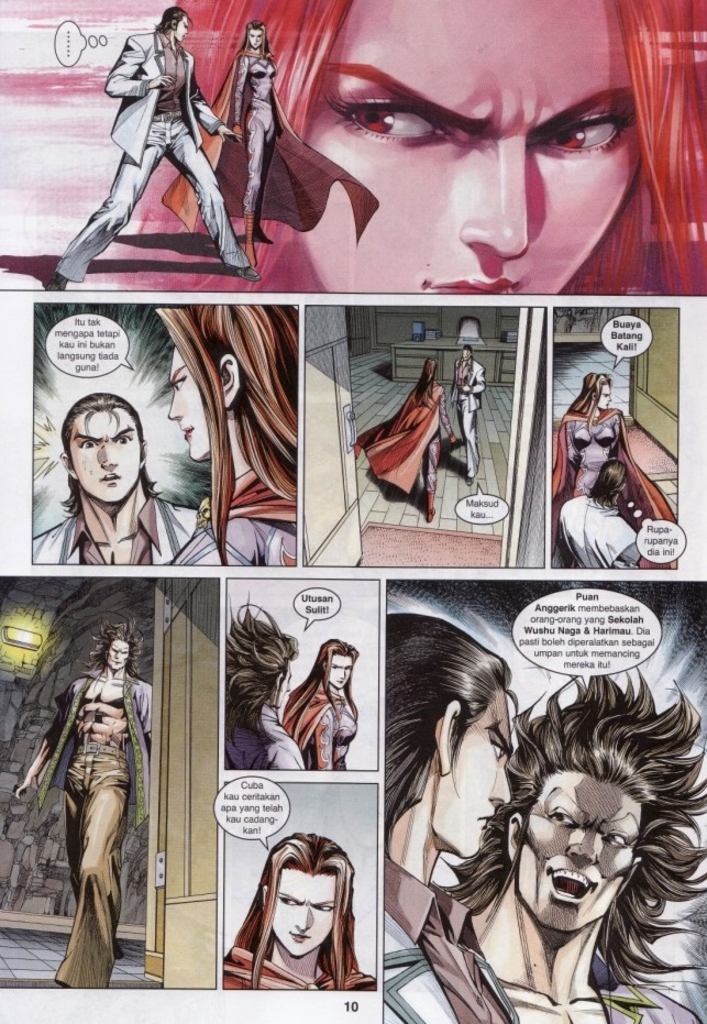 Itu tak
mengapa tetapi
kau ini bukan
langsung tiada
guna!
Maksud
kau...
Buaya
Batang
Kali!
Rupa-
rupanya
dia ini!
Utusan
Sulit!
Cuba
kau ceritakan
apa yang telah
kau cadang-
kan!
Puan
Anggerik membebaskan
orang-orang yang Sekolah
Wushu Naga & Harimau. Dia
pasti boleh diperalatkan sebagai
umpan untuk memancing
mereka itu!
10